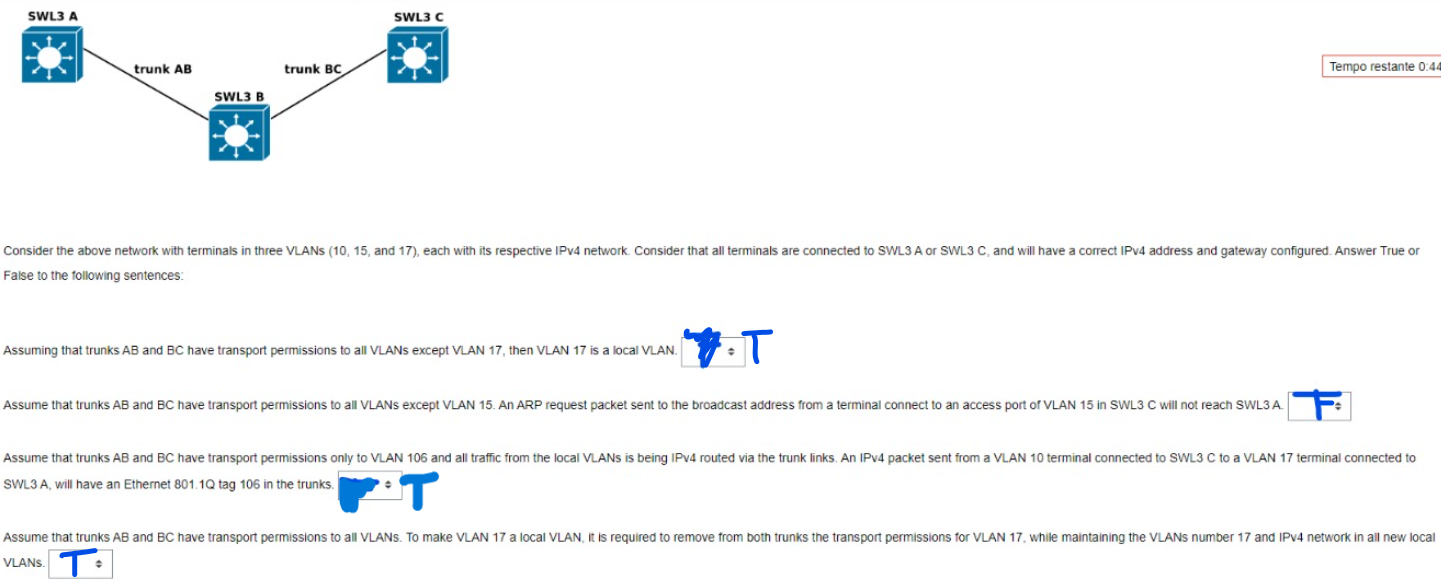 SWL3 A
SWL3 C
trunk AB
trunk BC
Tempo restante 0:44
SWL3 B
Consider the above network with terminals in three VLANs (10, 15, and 17), each with its respective IPv4 network. Consider that all terminals are connected to SWL3 A or SWL3 C, and will have a correct IPv4 address and gateway configured. Answer True or
False to the following sentences:
Assuming that trunks AB and BC have transport permissions to all VLANs except VLAN 17, then VLAN 17 is a local VLAN. T
Assume that trunks AB and BC have transport permissions to all VLANs except VLAN 15. An ARP request packet sent to the broadcast address from a terminal connect to an access port of VLAN 15 in SWL3 C will not reach SWL3 A. F
Assume that trunks AB and BC have transport permissions only to VLAN 106 and all traffic from the local VLANs is being IPv4 routed via the trunk links. An IPv4 packet sent from a VLAN 10 terminal connected to SWL3 C to a VLAN 17 terminal connected to
SWL3 A, will have an Ethernet 801.1Q tag 106 in the trunks. T
Assume that trunks AB and BC have transport permissions to all VLANs. To make VLAN 17 a local VLAN, it is required to remove from both trunks the transport permissions for VLAN 17, while maintaining the VLANs number 17 and IPv4 network in all new local
VLANs. T